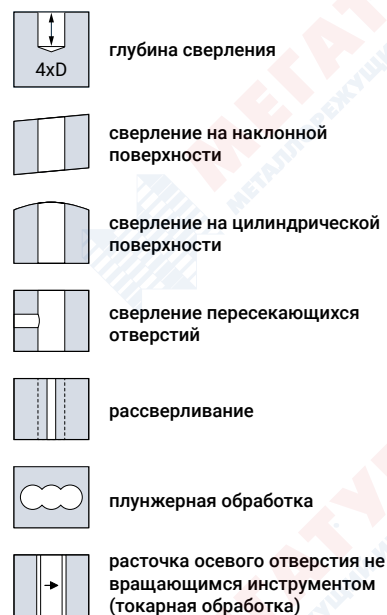 4xD
глубина сверления
сверление на наклонной
поверхности
сверление на цилиндрической
поверхности
сверление пересекающихся
отверстий
рассверливание
плунжерная обработка
расточка осевого отверстия не
вращающимся инструментом
(токарная обработка)